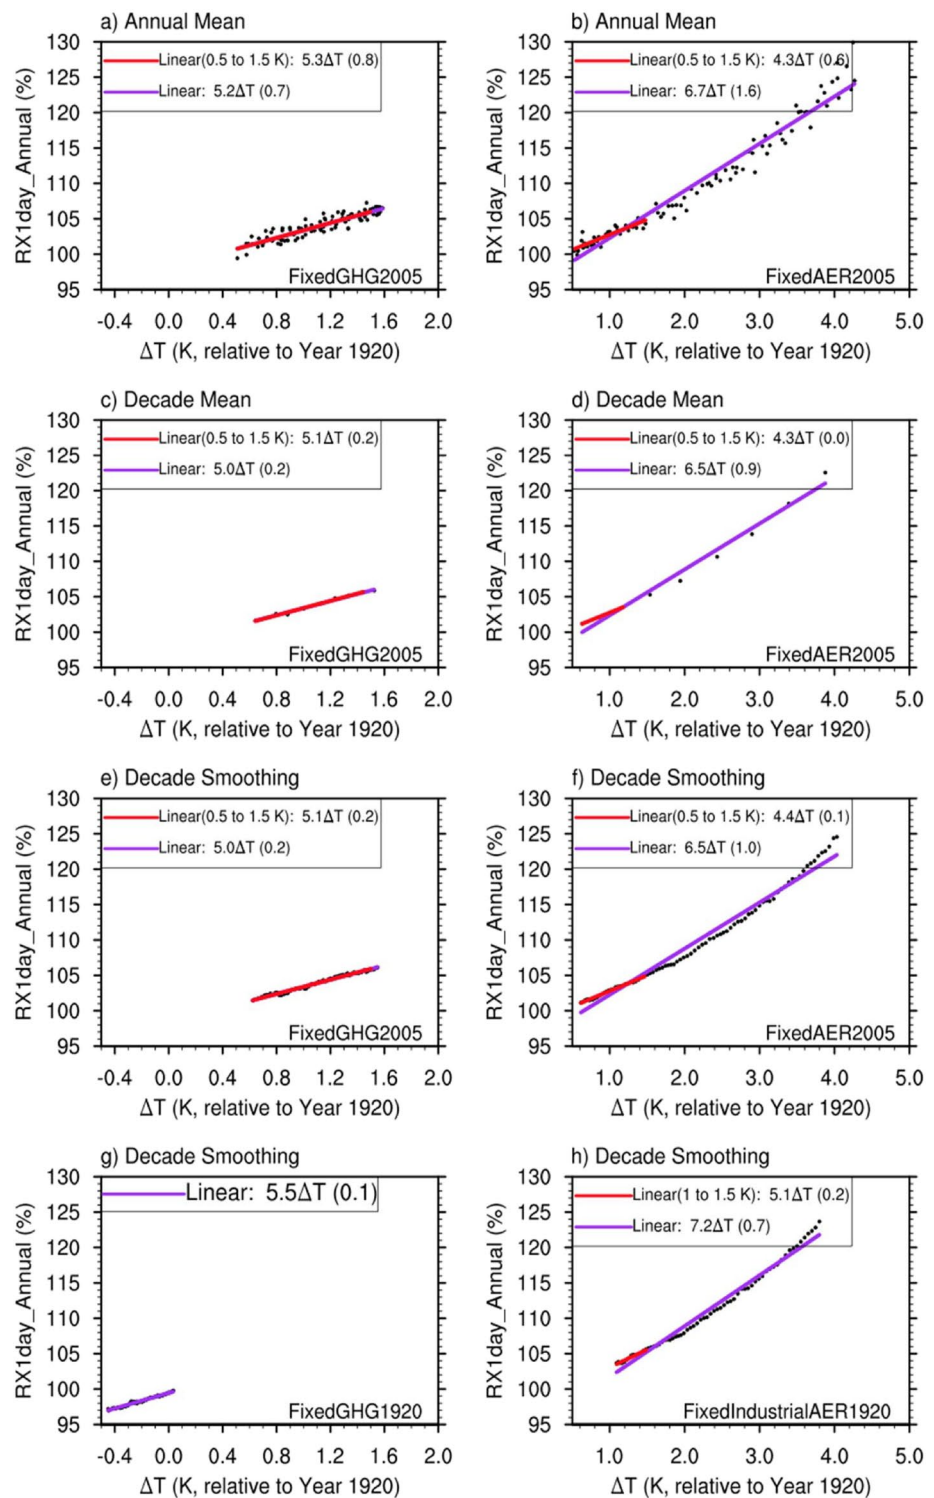 a) Annual Mean
130
125
120
115
110
105
100
95
RX1day_Annual (%)
Linear(0.5 to 1.5 K): 5.3ΔT (0.8)
Linear: 5.2ΔT (0.7)
FixedGHG2005
-0.4 0.0 0.4 0.8 1.2 1.6 2.0
ΔT (K, relative to Year 1920)
b) Annual Mean
130
125
120
115
110
105
100
95
RX1day_Annual (%)
Linear(0.5 to 1.5 K): 4.3ΔT (0.6)
Linear: 6.7ΔT (1.6)
FixedAER2005
1.0 2.0 3.0 4.0 5.0
ΔT (K, relative to Year 1920)
c) Decade Mean
130
125
120
115
110
105
100
95
RX1day_Annual (%)
Linear(0.5 to 1.5 K): 5.1ΔT (0.2)
Linear: 5.0ΔT (0.2)
FixedGHG2005
-0.4 0.0 0.4 0.8 1.2 1.6 2.0
ΔT (K, relative to Year 1920)
d) Decade Mean
130
125
120
115
110
105
100
95
RX1day_Annual (%)
Linear(0.5 to 1.5 K): 4.3ΔT (0.0)
Linear: 6.5ΔT (0.9)
FixedAER2005
1.0 2.0 3.0 4.0 5.0
ΔT (K, relative to Year 1920)
e) Decade Smoothing
130
125
120
115
110
105
100
95
RX1day_Annual (%)
Linear(0.5 to 1.5 K): 5.1ΔT (0.2)
Linear: 5.0ΔT (0.2)
FixedGHG2005
-0.4 0.0 0.4 0.8 1.2 1.6 2.0
ΔT (K, relative to Year 1920)
f) Decade Smoothing
130
125
120
115
110
105
100
95
RX1day_Annual (%)
Linear(0.5 to 1.5 K): 4.4ΔT (0.1)
Linear: 6.5ΔT (1.0)
FixedAER2005
1.0 2.0 3.0 4.0 5.0
ΔT (K, relative to Year 1920)
g) Decade Smoothing
130
125
120
115
110
105
100
95
RX1day_Annual (%)
Linear: 5.5ΔT (0.1)
FixedGHG1920
-0.4 0.0 0.4 0.8 1.2 1.6 2.0
ΔT (K, relative to Year 1920)
h) Decade Smoothing
130
125
120
115
110
105
100
95
RX1day_Annual (%)
Linear(1 to 1.5 K): 5.1ΔT (0.2)
Linear: 7.2ΔT (0.7)
FixedIndustrialAER1920
1.0 2.0 3.0 4.0 5.0
ΔT (K, relative to Year 1920)